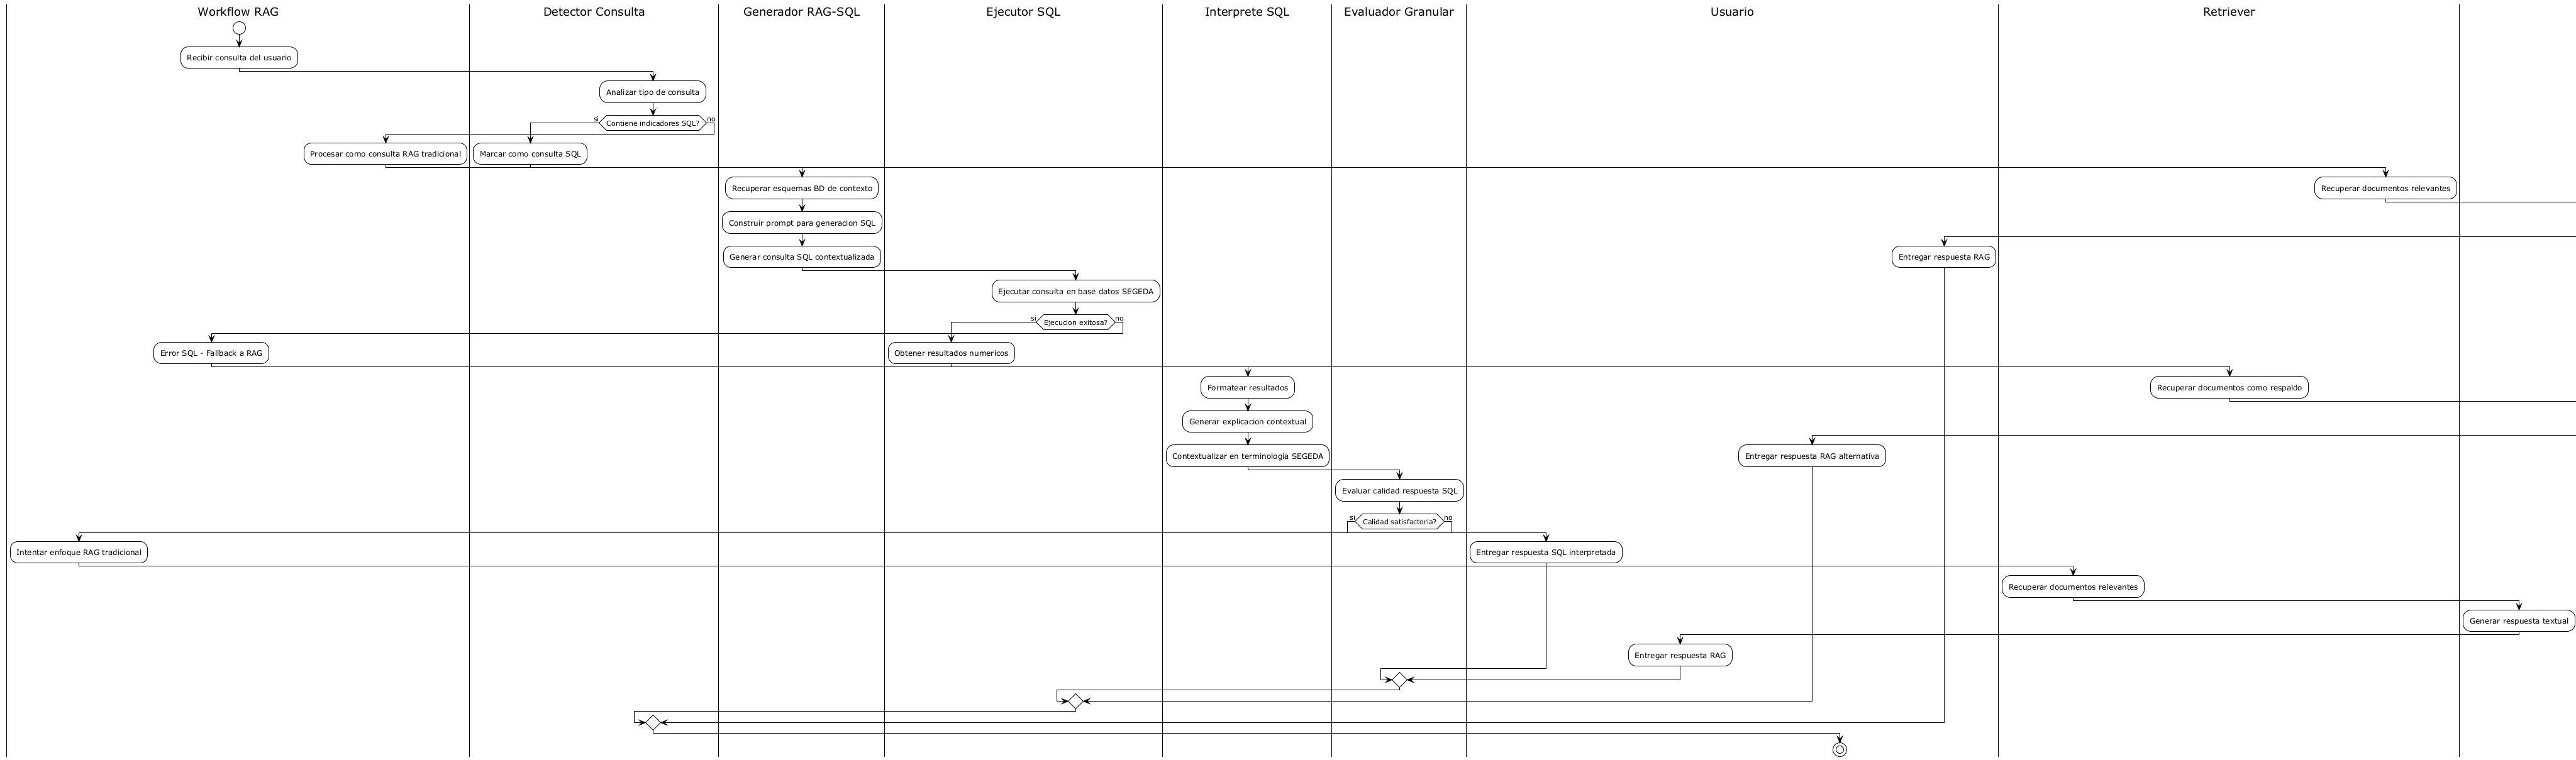 Workflow RAG
Detector Consulta
Generador RAG-SQL
Ejecutor SQL
Interprete SQL
Evaluador Granular
Usuario
Retriever
Recibir consulta del usuario
Analizar tipo de consulta
si
Contiene indicadores SQL?
no
Procesar como consulta RAG tradicional
Marcar como consulta SQL
Recuperar esquemas BD de contexto
Recuperar documentos relevantes
Construir prompt para generacion SQL
Generar consulta SQL contextualizada
Entregar respuesta RAG
Ejecutar consulta en base datos SEGEDA
si
Ejecucion exitosa?
no
Error SQL - Fallback a RAG
Obtener resultados numericos
Formatear resultados
Recuperar documentos como respaldo
Generar explicacion contextual
Contextualizar en terminologia SEGEDA
Entregar respuesta RAG alternativa
Evaluar calidad respuesta SQL
si
Calidad satisfactoria?
no
Intentar enfoque RAG tradicional
Entregar respuesta SQL interpretada
Recuperar documentos relevantes
Generar respuesta textual
Entregar respuesta RAG